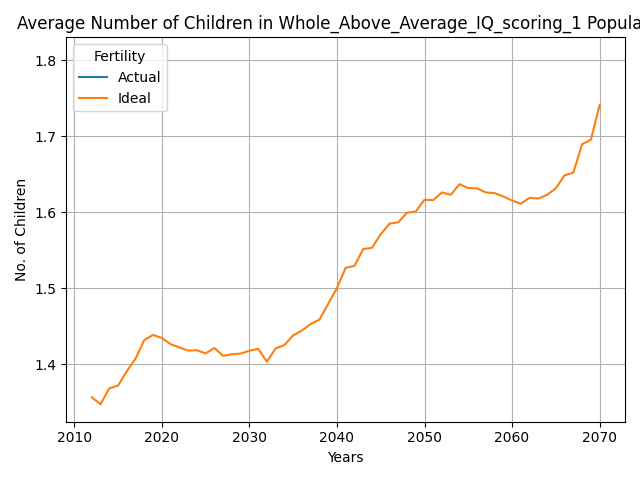 Average Number of Children in Whole_Above_Average_IQ_scoring_1 Popula
Fertility
Actual
Ideal
1.8
1.7
1.6
1.5
1.4
No. of Children
2010 2020 2030 2040 2050 2060 2070
Years